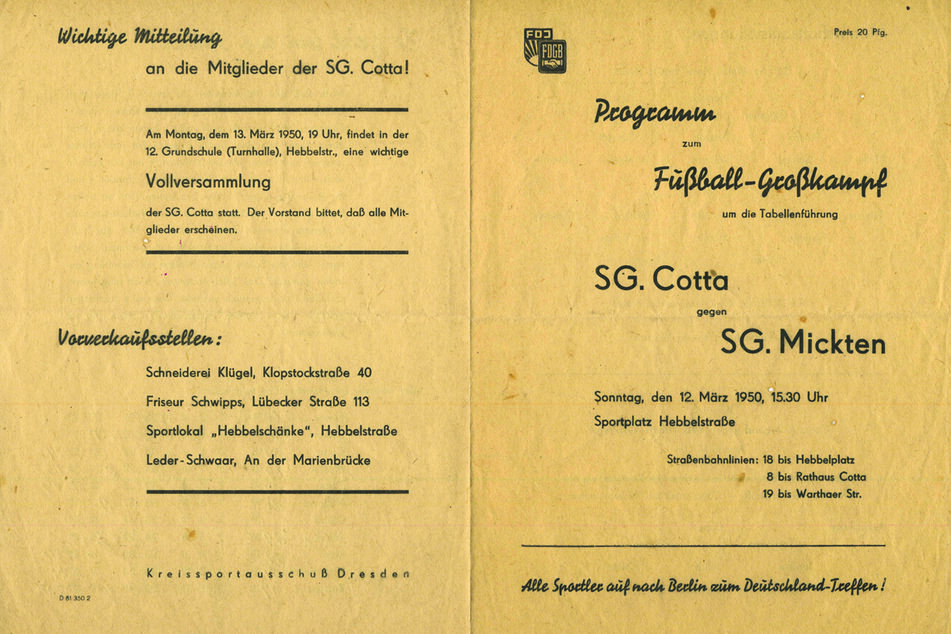 Wichtige Mitteilung
an die Mitglieder der SG. Cotta!
Am Montag, dem 13. März 1950, 19 Uhr, findet in der
12. Grundschule (Turnhalle), Hebbelstr., eine wichtige
Vollversammlung
der SG. Cotta statt. Der Vorstand bittet, daß alle Mit-
glieder erscheinen.
Vorverkaufsstellen:
Schneiderei Klügel, Klopstockstraße 40
Friseur Schwipps, Lübecker Straße 113
Sportlokal „Hebbelschänke“, Hebbelstraße
Leder-Schwaar, An der Marienbrücke
Kreissportausschuß Dresden
D 61 350 2
FDJ
FDGB
Preis 20 Pfg.
Programm
zum
Fußball-Großkampf
um die Tabellenführung
SG. Cotta
gegen
SG. Mickten
Sonntag, den 12. März 1950, 15.30 Uhr
Sportplatz Hebbelstraße
Straßenbahnlinien: 18 bis Hebbelplatz
8 bis Rathaus Cotta
19 bis Warthaer Str.
Alle Sportler auf nach Berlin zum Deutschland-Treffen!